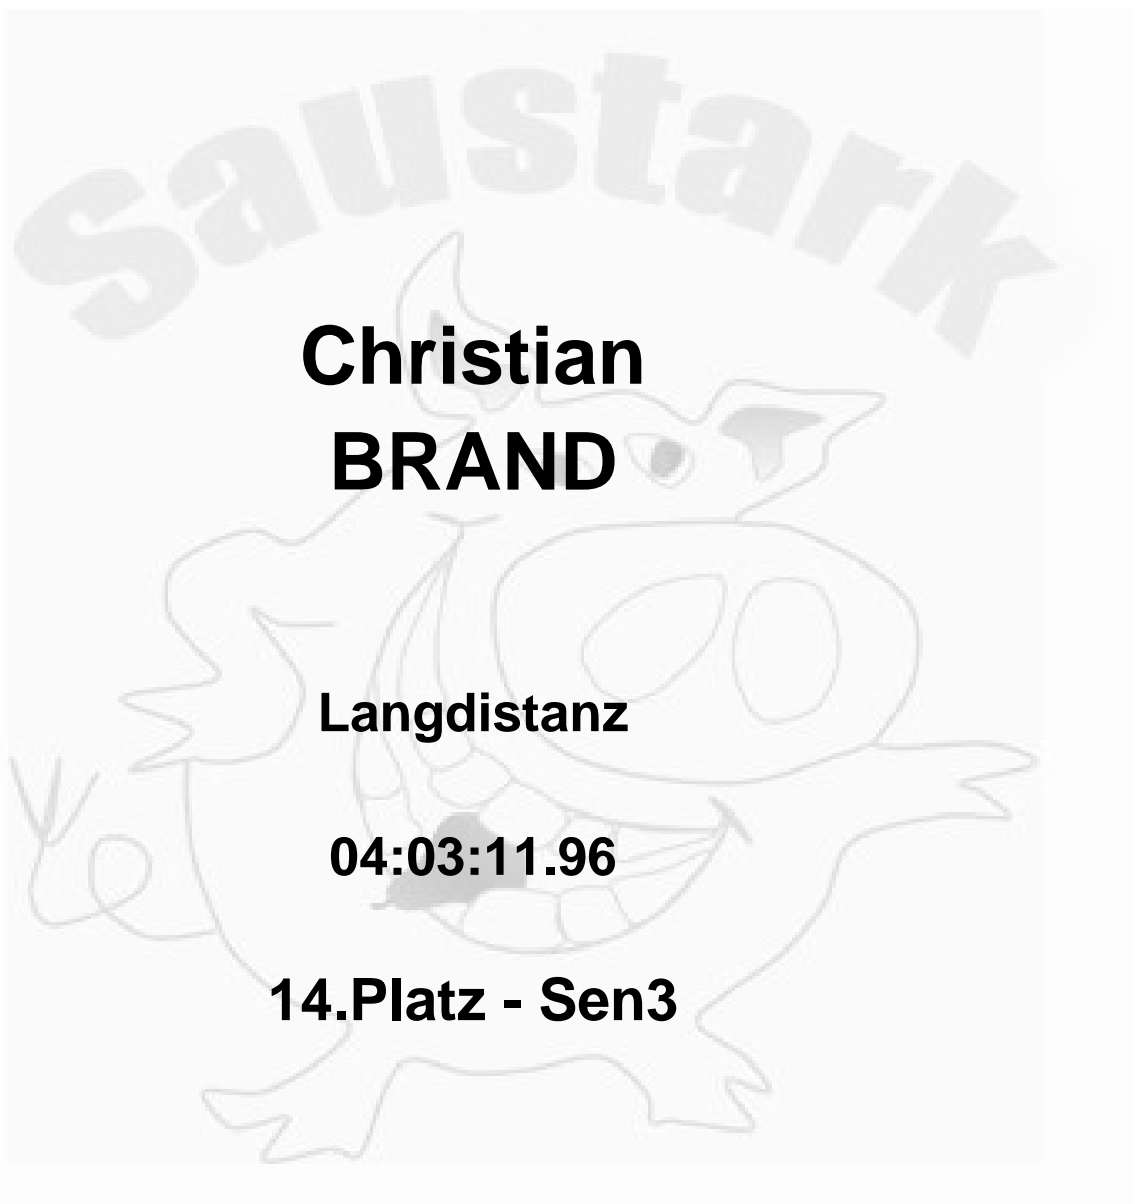 Saustark
Christian
BRAND
Langdistanz
04:03:11.96
14.Platz - Sen3